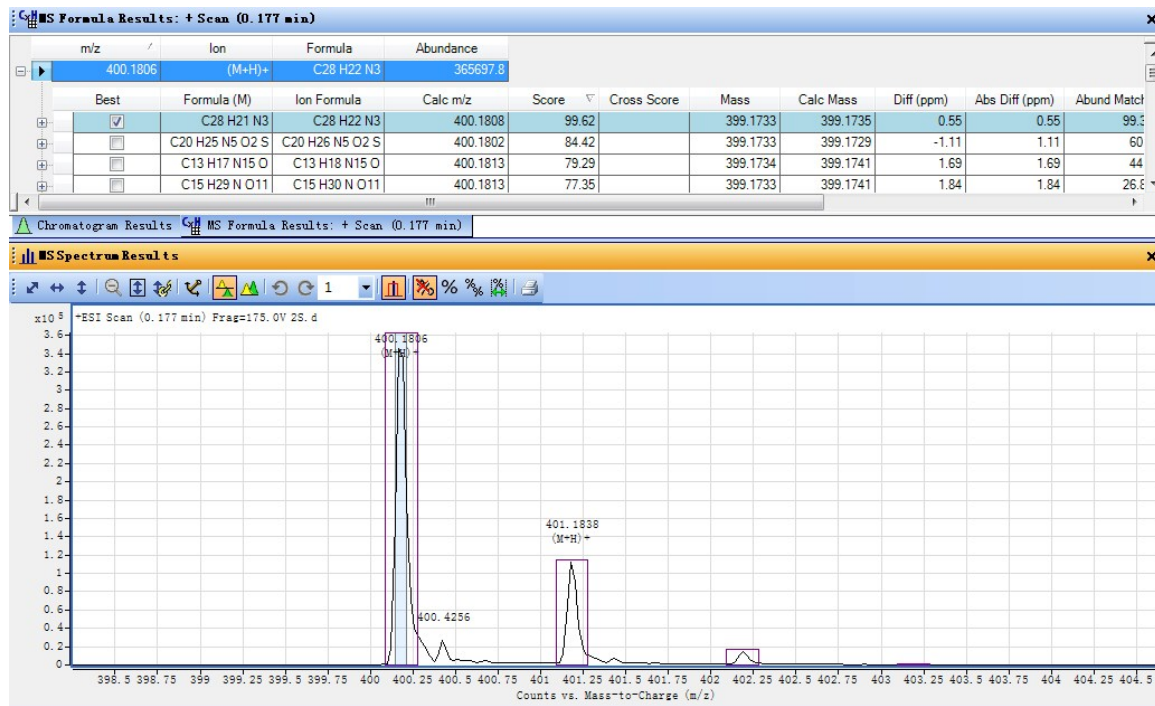 MS Formula Results: + Scan (0.177 min)
m/z Ion Formula Abundance
400.1806 (M+H)+ C28 H22 N3 365697.8
Best Formula (M) Ion Formula Calc m/z Score Cross Score Mass Calc Mass Diff (ppm) Abs Diff (ppm) Abund Match
C28 H21 N3 C28 H22 N3 400.1808 99.62 399.1733 399.1735 0.55 0.55 99.3
C20 H25 N5 O2 S C20 H26 N5 O2 S 400.1802 84.42 399.1733 399.1729 -1.11 1.11 60
C13 H17 N15 O C13 H18 N15 O 400.1813 79.29 399.1734 399.1741 1.69 1.69 44
C15 H29 N O11 C15 H30 N O11 400.1813 77.35 399.1733 399.1741 1.84 1.84 26.8
Chromatogram Results MS Formula Results: + Scan (0.177 min)
MS Spectrum Results
1
x10 5 +ESI Scan (0.177 min) Frag=175.0V 2S.d
400.1806
(M+H)+
401.1838
(M+H)+
400.4256
3.6
3.4
3.2
3
2.8
2.6
2.4
2.2
2
1.8
1.6
1.4
1.2
1
0.8
0.6
0.4
0.2
0
398.5 398.75 399 399.25 399.5 399.75 400 400.25 400.5 400.75 401 401.25 401.5 401.75 402 402.25 402.5 402.75 403 403.25 403.5 403.75 404 404.25 404.5
Counts vs. Mass-to-Charge (m/z)